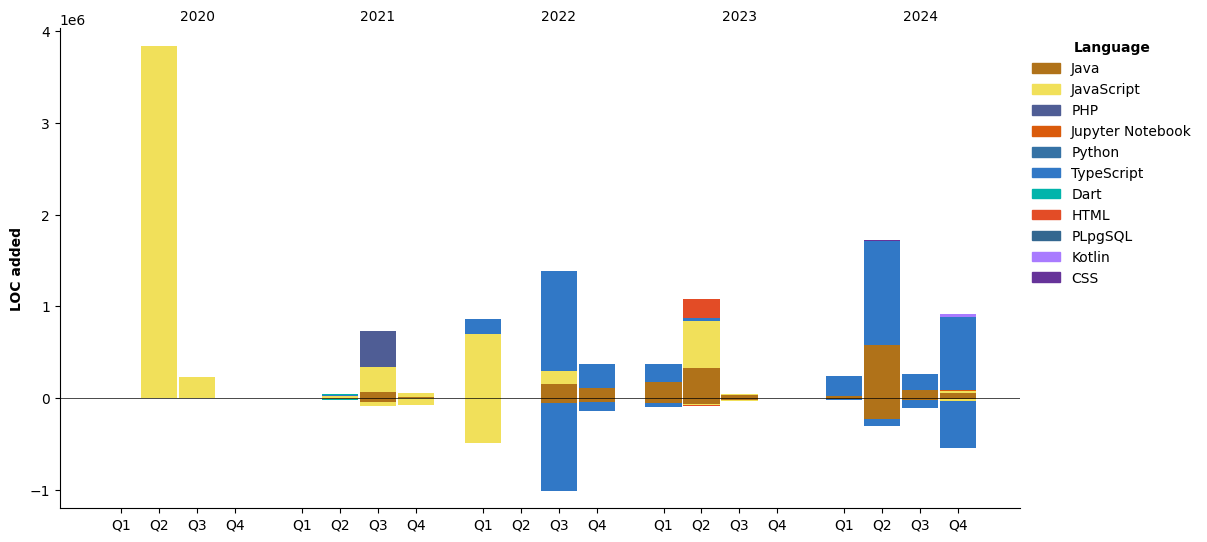 2020 2021 2022 2023 2024
1e6
4
3
2
1
0
−1
LOC added
Q1 Q2 Q3 Q4 Q1 Q2 Q3 Q4 Q1 Q2 Q3 Q4 Q1 Q2 Q3 Q4 Q1 Q2 Q3 Q4
Language
Java
JavaScript
PHP
Jupyter Notebook
Python
TypeScript
Dart
HTML
PLpgSQL
Kotlin
CSS